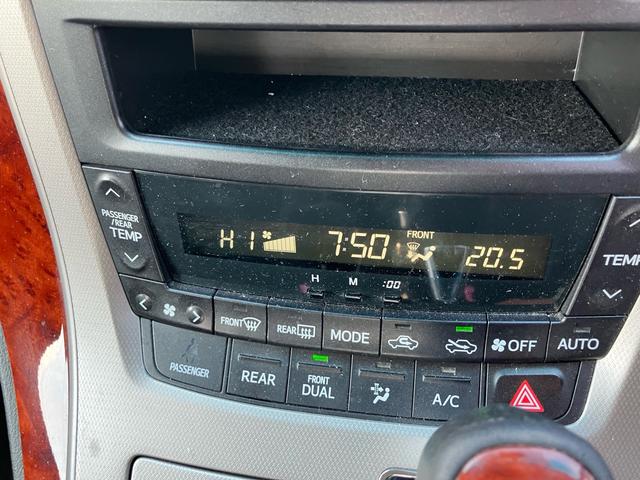 PASSENGER
/REAR
TEMP
HI 7:50 FRONT 20.5
TEMP
H M :00
FRONT REAR MODE OFF AUTO
PASSENGER REAR FRONT DUAL A/C